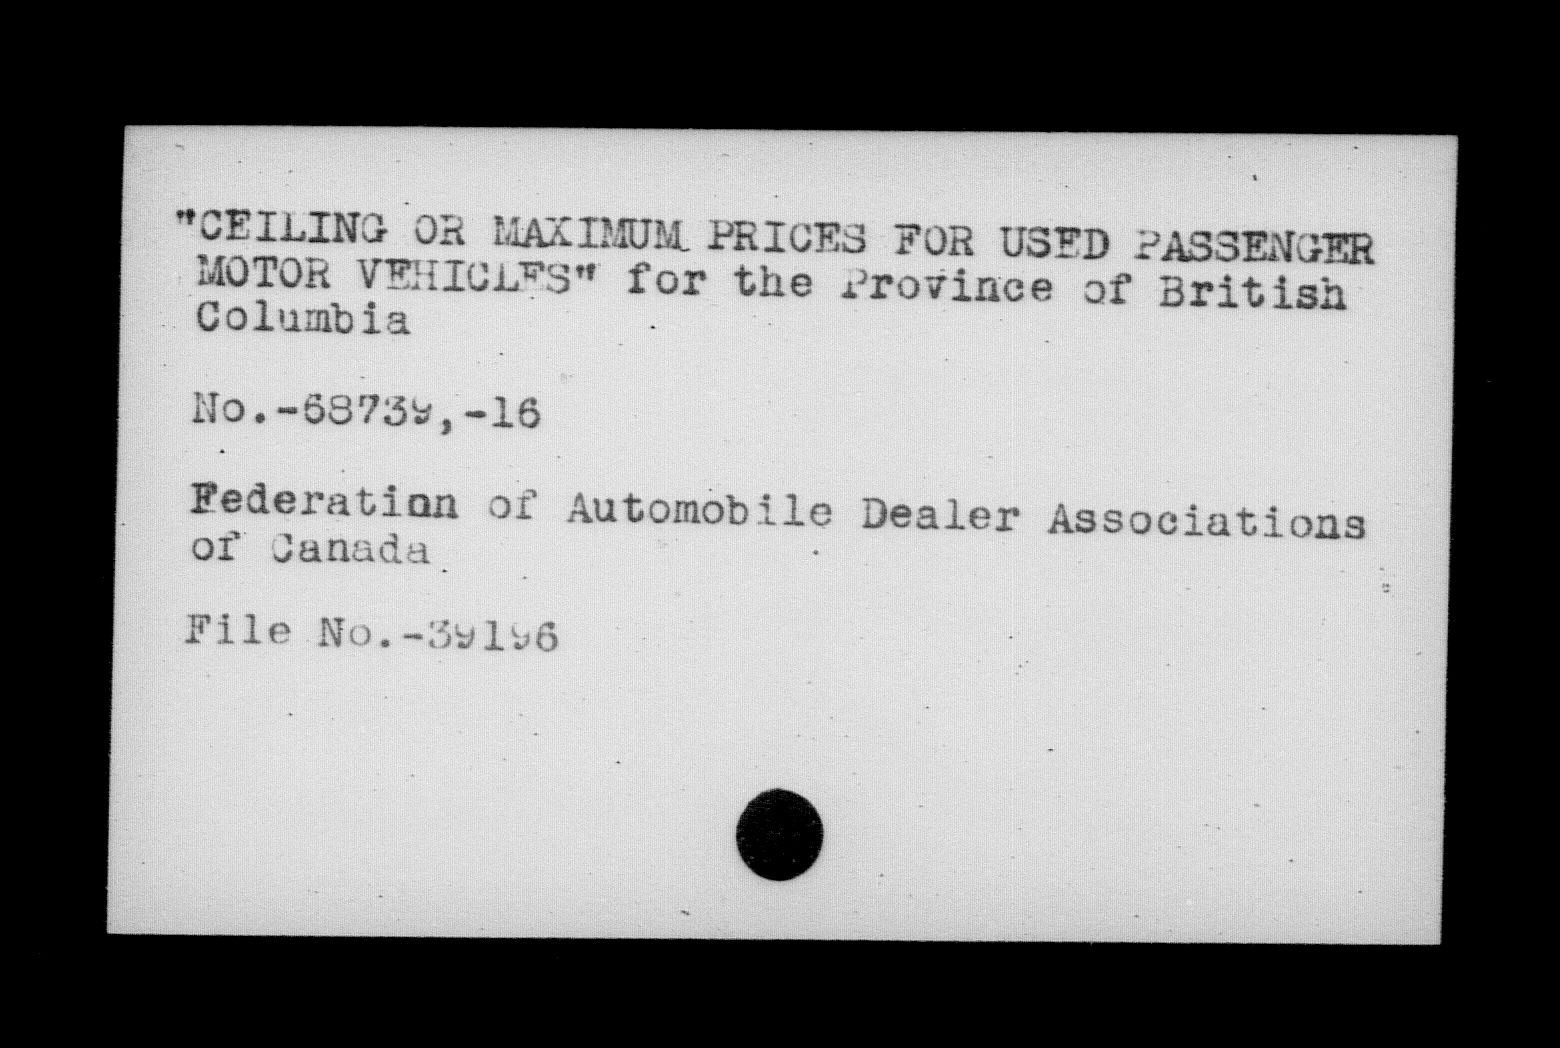 "CEILING OR MAXIMUM PRICES FOR USED PASSENGER
MOTOR VEHICLES" for the Province of British
Columbia
No.-68739,-16
Federation of Automobile Dealer Associations
of Canada
File No.-39196